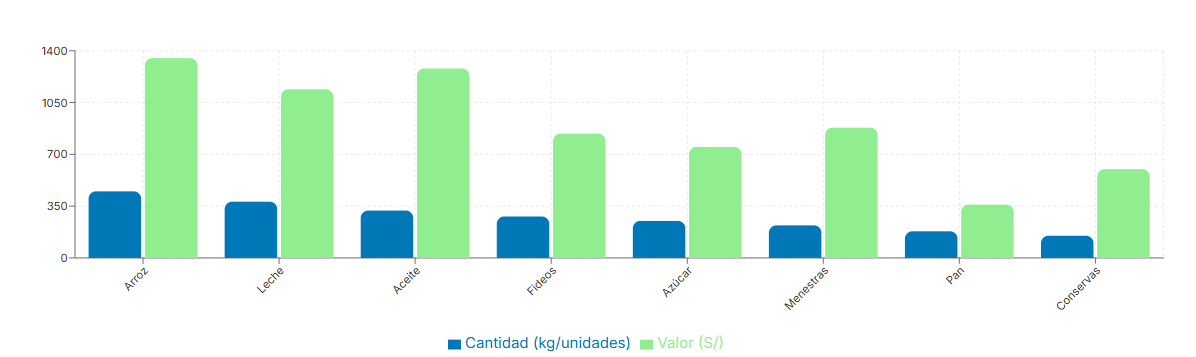 1400
1050
700
350
0
Arroz Leche Aceite Fideos Azúcar Menestras Pan Conservas
Cantidad (kg/unidades) Valor (S/)